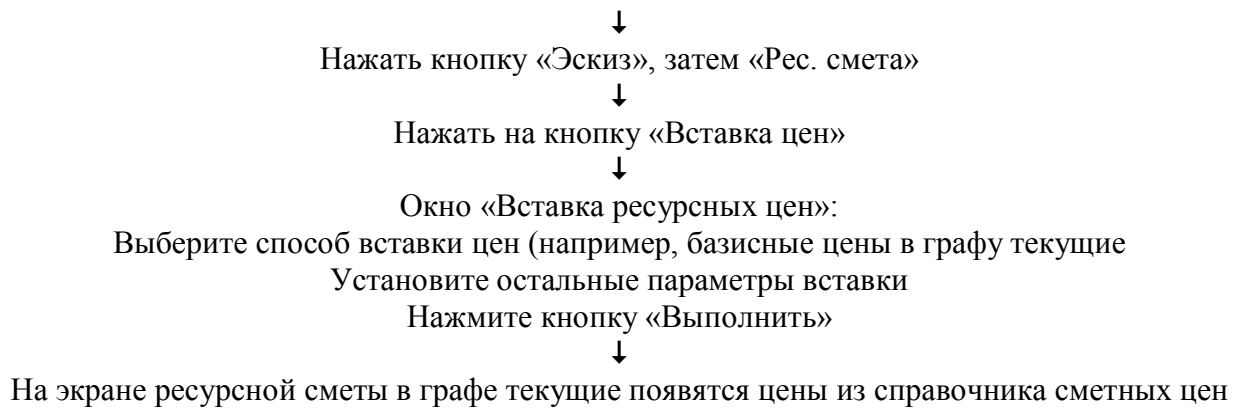 ↓
Нажать кнопку «Эскиз», затем «Рес. смета»
↓
Нажать на кнопку «Вставка цен»
↓
Окно «Вставка ресурсных цен»:
Выберите способ вставки цен (например, базисные цены в графу текущие
Установите остальные параметры вставки
Нажмите кнопку «Выполнить»
↓
На экране ресурсной сметы в графе текущие появятся цены из справочника сметных цен